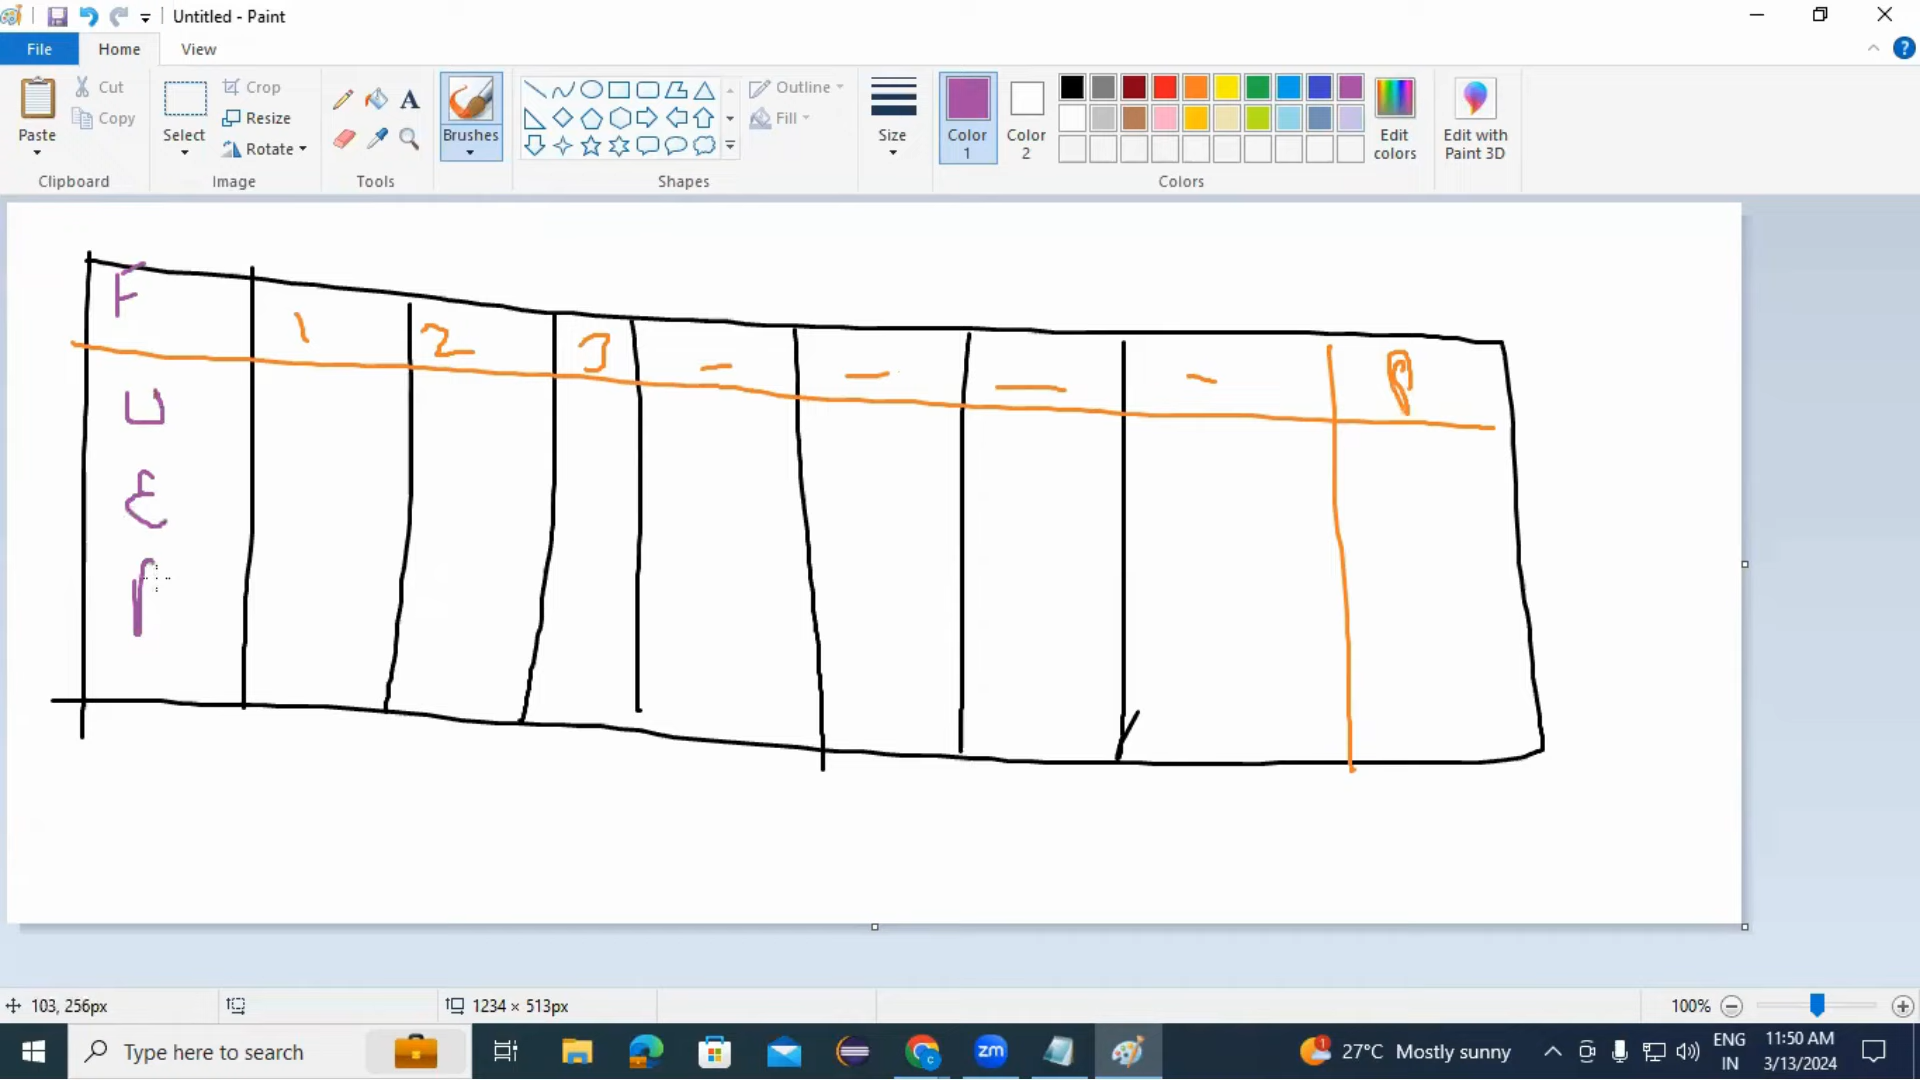 Untitled - Paint
File
Home
View
Paste
Cut
Copy
Clipboard
Select
Crop
Resize
Rotate
Image
Tools
Brushes
Shapes
Outline
Fill
Size
Color 1
Color 2
Edit colors
Colors
Edit with Paint 3D
F 1 2 3 - - - -
U
E
103, 256px
1234 × 513px
100%
Type here to search
zm
27°C Mostly sunny
ENG
IN
11:50 AM
3/13/2024